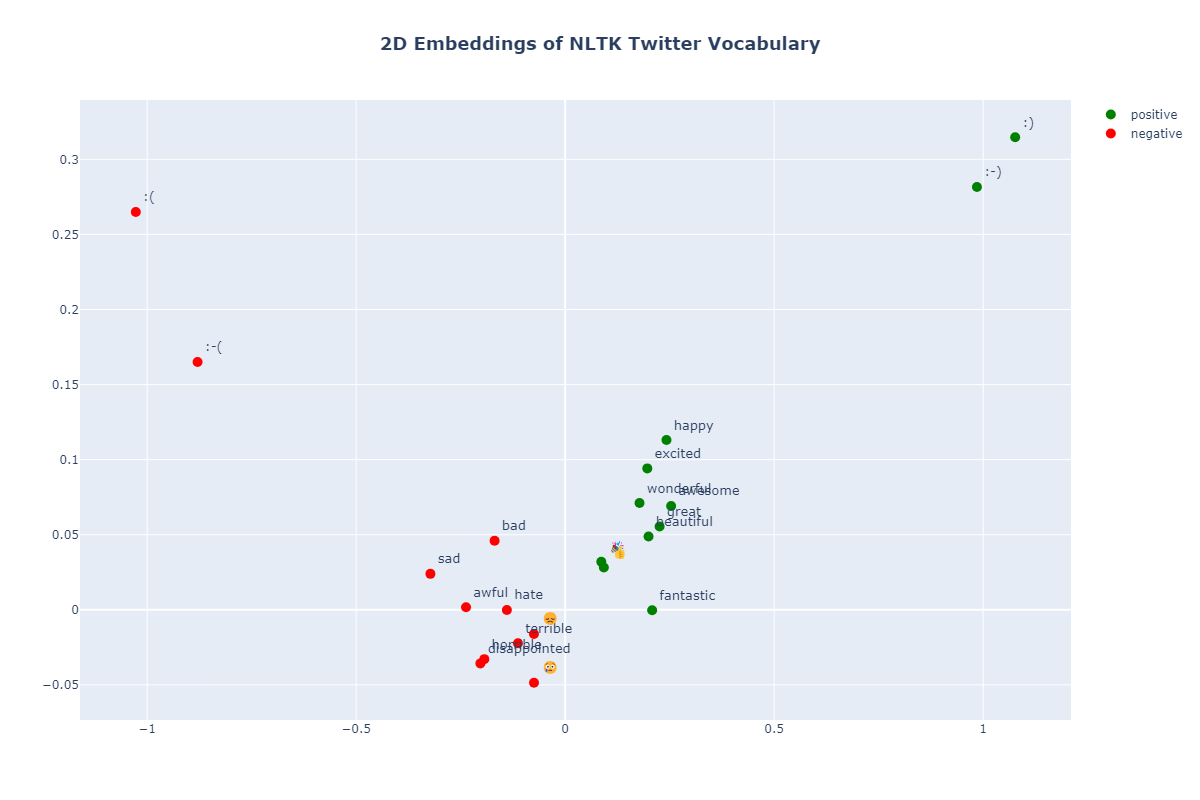 2D Embeddings of NLTK Twitter Vocabulary
positive
negative
:)
:-)
:(
:-(
happy
excited
wonderful
awesome
great
beautiful
🎉
👍
fantastic
bad
sad
awful
hate
😞
terrible
horrible
disappointed
😳
0.3
0.25
0.2
0.15
0.1
0.05
0
−0.05
−1
−0.5
0
0.5
1